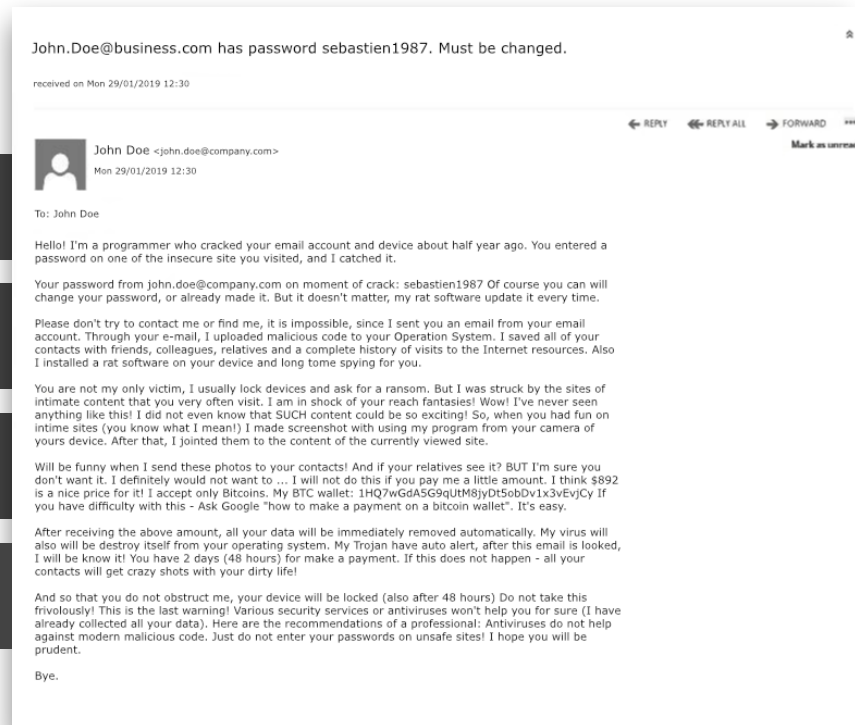 John.Doe@business.com has password sebastien1987. Must be changed.
received on Mon 29/01/2019 12:30
REPLY REPLY ALL FORWARD
Mark as unread
John Doe <john.doe@company.com>
Mon 29/01/2019 12:30
To: John Doe
Hello! I'm a programmer who cracked your email account and device about half year ago. You entered a
password on one of the insecure site you visited, and I catched it.
Your password from john.doe@company.com on moment of crack: sebastien1987 Of course you can will
change your password, or already made it. But it doesn't matter, my rat software update it every time.
Please don't try to contact me or find me, it is impossible, since I sent you an email from your email
account. Through your e-mail, I uploaded malicious code to your Operation System. I saved all of your
contacts with friends, colleagues, relatives and a complete history of visits to the Internet resources. Also
I installed a rat software on your device and long tome spying for you.
You are not my only victim, I usually lock devices and ask for a ransom. But I was struck by the sites of
intimate content that you very often visit. I am in shock of your reach fantasies! Wow! I've never seen
anything like this! I did not even know that SUCH content could be so exciting! So, when you had fun on
intime sites (you know what I mean!) I made screenshot with using my program from your camera of
yours device. After that, I jointed them to the content of the currently viewed site.
Will be funny when I send these photos to your contacts! And if your relatives see it? BUT I'm sure you
don't want it. I definitely would not want to ... I will not do this if you pay me a little amount. I think $892
is a nice price for it! I accept only Bitcoins. My BTC wallet: 1HQ7wGdA5G9qUtM8jyDt5obDv1x3vEvjCy If
you have difficulty with this - Ask Google "how to make a payment on a bitcoin wallet". It's easy.
After receiving the above amount, all your data will be immediately removed automatically. My virus will
also will be destroy itself from your operating system. My Trojan have auto alert, after this email is looked,
I will be know it! You have 2 days (48 hours) for make a payment. If this does not happen - all your
contacts will get crazy shots with your dirty life!
And so that you do not obstruct me, your device will be locked (also after 48 hours) Do not take this
frivolously! This is the last warning! Various security services or antiviruses won't help you for sure (I have
already collected all your data). Here are the recommendations of a professional: Antiviruses do not help
against modern malicious code. Just do not enter your passwords on unsafe sites! I hope you will be
prudent.
Bye.